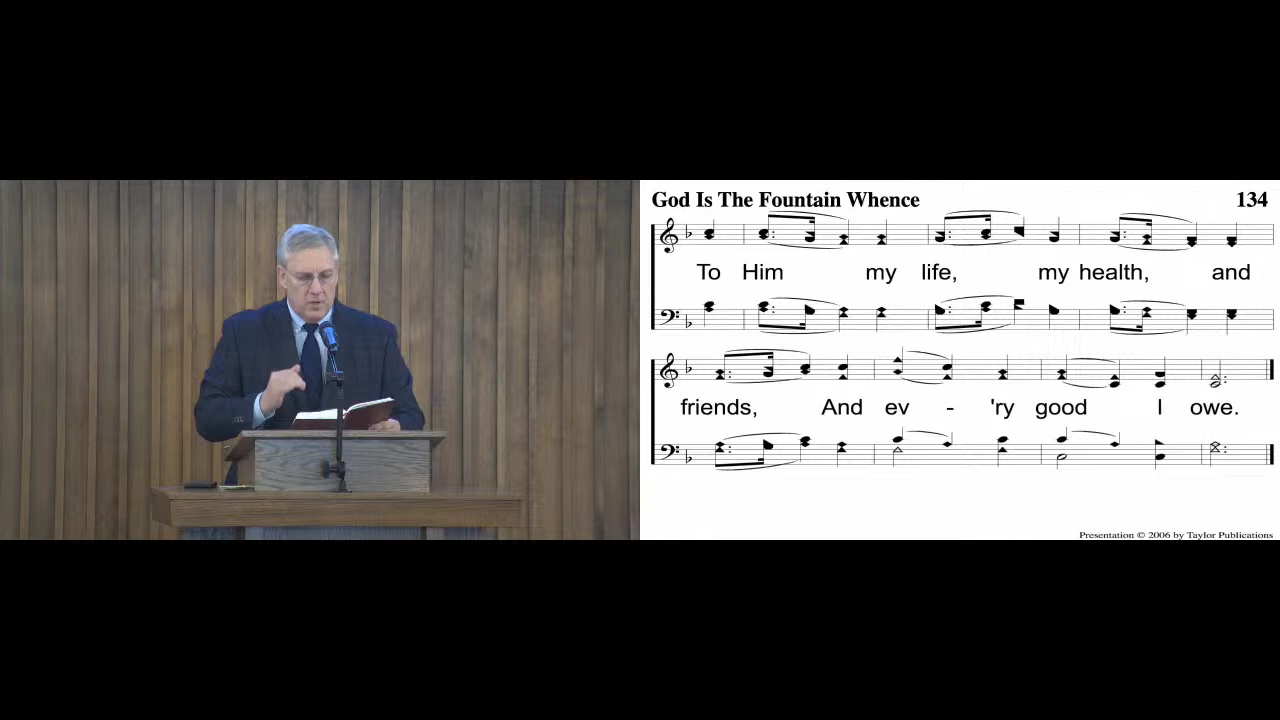 God Is The Fountain Whence 134
To Him my life, my health, and
friends, And ev - 'ry good I owe.
Presentation © 2006 by Taylor Publications